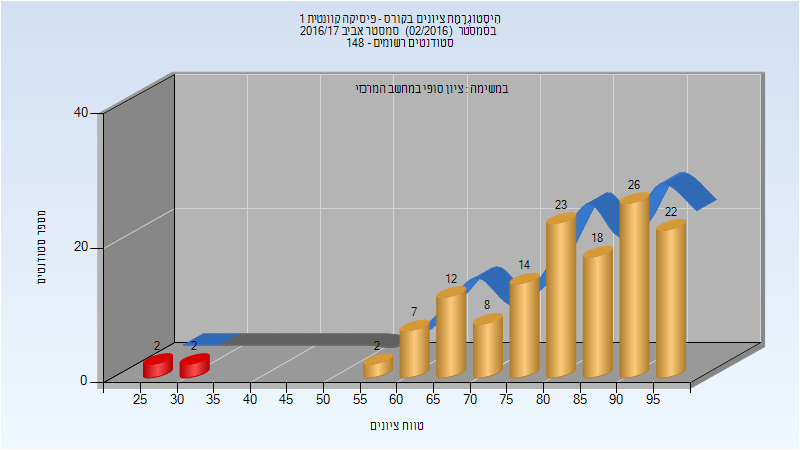 היסטוגרמת ציונים בקורס - פיסיקה קוונטית 1
בסמסטר (02/2016) סמסטר אביב 2016/17
סטודנטים רשומים - 148
במשימה : ציון סופי במחשב המרכזי
מספר סטודנטים
40
20
0
2 2 2 7 12 8 14 23 18 26 22
25 30 35 40 45 50 55 60 65 70 75 80 85 90 95
טווח ציונים